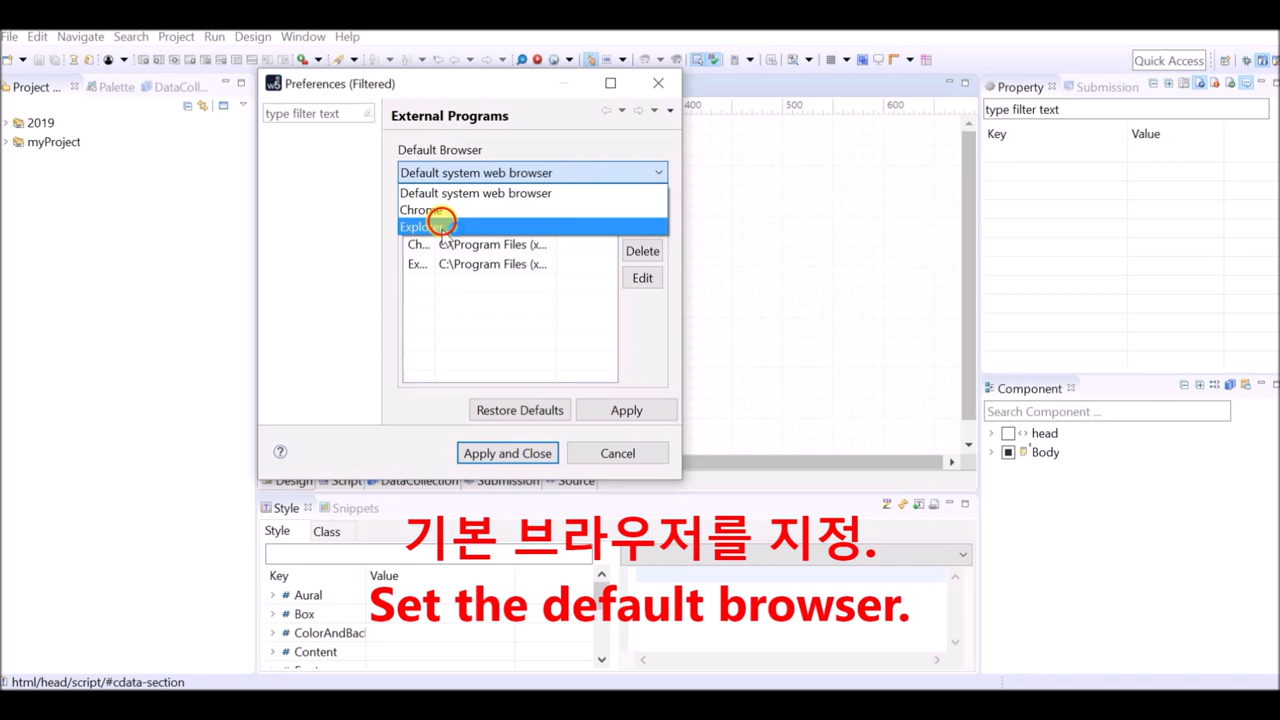 File Edit Navigate Search Project Run Design Window Help
Quick Access
Project ...
Palette
DataColl...
2019
myProject
Preferences (Filtered)
type filter text
External Programs
Default Browser
Default system web browser
Default system web browser
Chrome
Explorer
Ch... C:\Program Files (x...
Ex... C:\Program Files (x...
Delete
Edit
Restore Defaults
Apply
Apply and Close
Cancel
400 500 600
Property
Submission
type filter text
Key Value
Component
Search Component ...
head
Body
Design Script DataCollection Submission Source
Style
Snippets
Style Class
Key Value
Aural
Box
ColorAndBac
Content
기본 브라우저를 지정.
Set the default browser.
html/head/script/#cdata-section